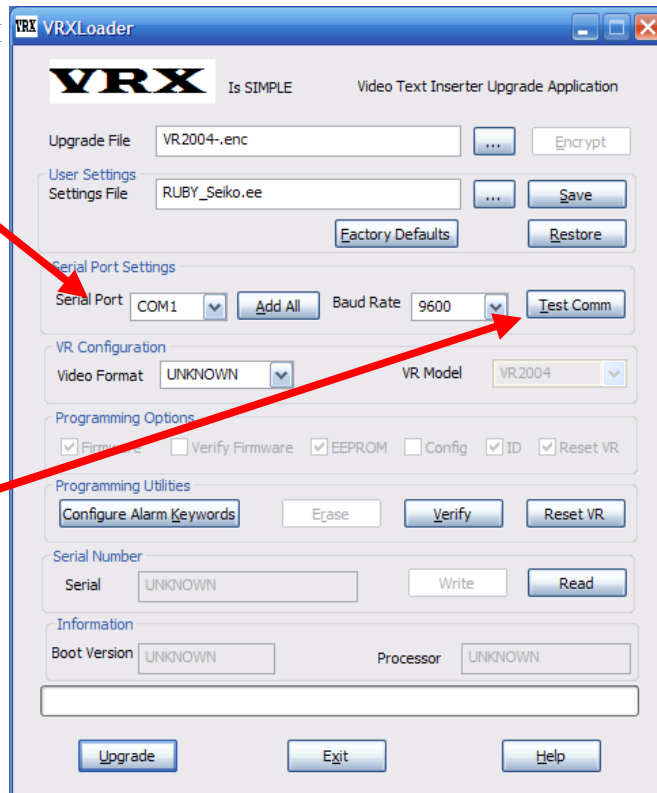 VRX VRXLoader
VRX Is SIMPLE Video Text Inserter Upgrade Application
Upgrade File VR2004-.enc ... Encrypt
User Settings
Settings File RUBY_Seiko.ee ... Save
Factory Defaults Restore
Serial Port Settings
Serial Port COM1 Add All Baud Rate 9600 Test Comm
VR Configuration
Video Format UNKNOWN VR Model VR2004
Programming Options
Firmware Verify Firmware EEPROM Config ID Reset VR
Programming Utilities
Configure Alarm Keywords Erase Verify Reset VR
Serial Number
Serial UNKNOWN Write Read
Information
Boot Version UNKNOWN Processor UNKNOWN
Upgrade Exit Help